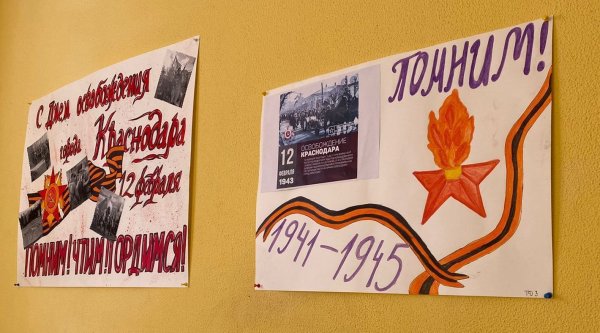 С Днем освобождения
города Краснодара
12 февраля
ПОМНИМ! ЧТИМ! ГОРДИМСЯ!
ПОМНИМ!
12
ФЕВРАЛЯ
1943
ОСВОБОЖДЕНИЕ
КРАСНОДАРА
1941-1945